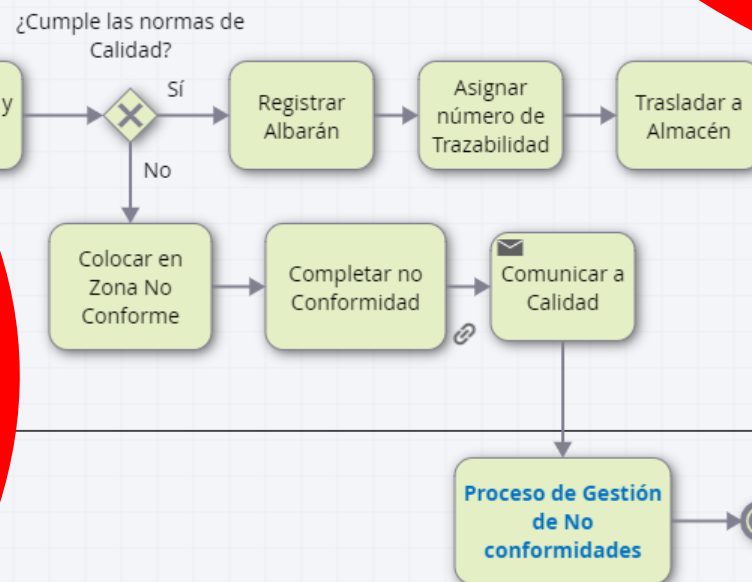 ¿Cumple las normas de
Calidad?
y
Sí
Registrar
Albarán
Asignar
número de
Trazabilidad
Trasladar a
Almacén
No
Colocar en
Zona No
Conforme
Completar no
Conformidad
Comunicar a
Calidad
Proceso de Gestión
de No
conformidades